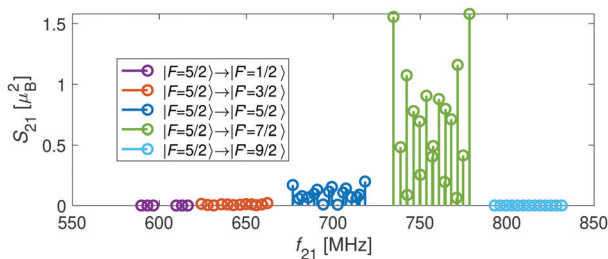 1.5
1
0.5
0
S₂₁ [μ_B²]
|F=5/2⟩→|F'=1/2⟩
|F=5/2⟩→|F'=3/2⟩
|F=5/2⟩→|F'=5/2⟩
|F=5/2⟩→|F'=7/2⟩
|F=5/2⟩→|F'=9/2⟩
550 600 650 700 750 800 850
f₂₁ [MHz]